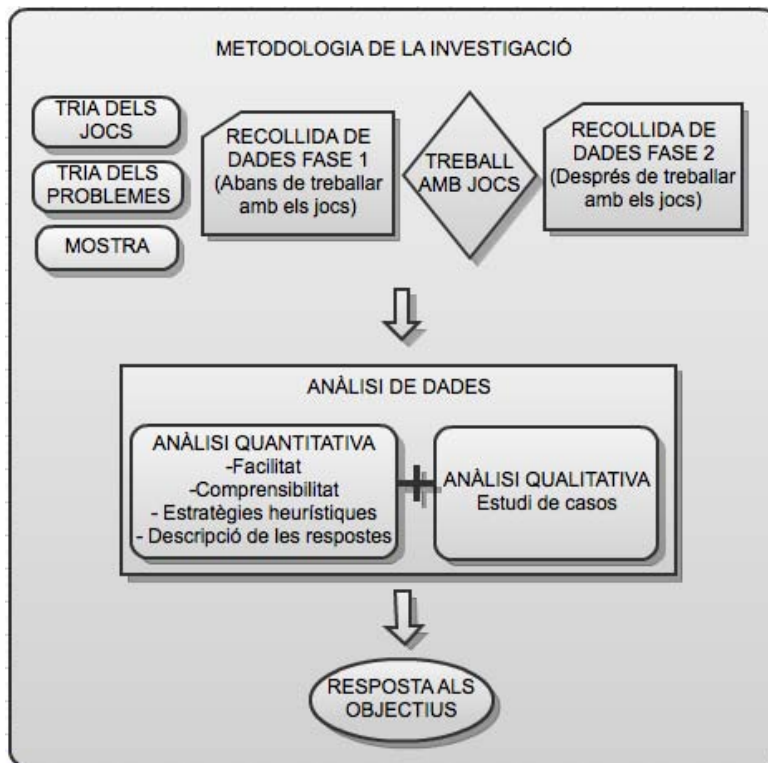 METODOLOGIA DE LA INVESTIGACIÓ
TRIA DELS
JOCS
TRIA DELS
PROBLEMES
MOSTRA
RECOLLIDA DE
DADES FASE 1
(Abans de treballar
amb els jocs)
TREBALL
AMB JOCS
RECOLLIDA DE
DADES FASE 2
(Després de treballar
amb els jocs)
ANÀLISI DE DADES
ANÀLISI QUANTITATIVA
-Facilitat
-Comprensibilitat
- Estratègies heurístiques
- Descripció de les respostes
ANÀLISI QUALITATIVA
Estudi de casos
RESPOSTA ALS
OBJECTIUS